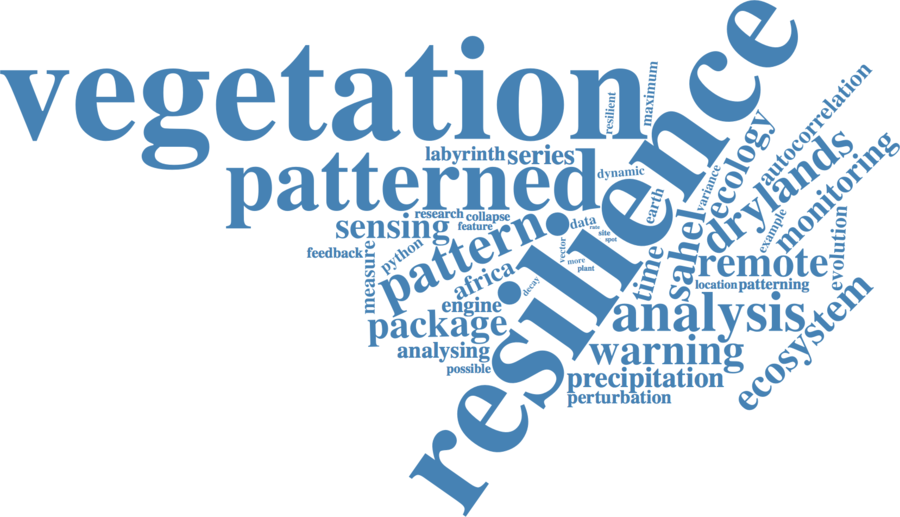 vegetation
resilience
patterned
maximum
resilient
labyrinth
series
dynamic
autocorrelation
ecology
variance
drylands
monitoring
earth
sensing
research
collapse
feature
data
rate
site
spot
pattern
sahel
example
evolution
feedback
python
measure
vector
more
plant
africa
decay
time
remote
location
patterning
engine
package
analysis
ecosystem
analysing
warning
possible
precipitation
perturbation